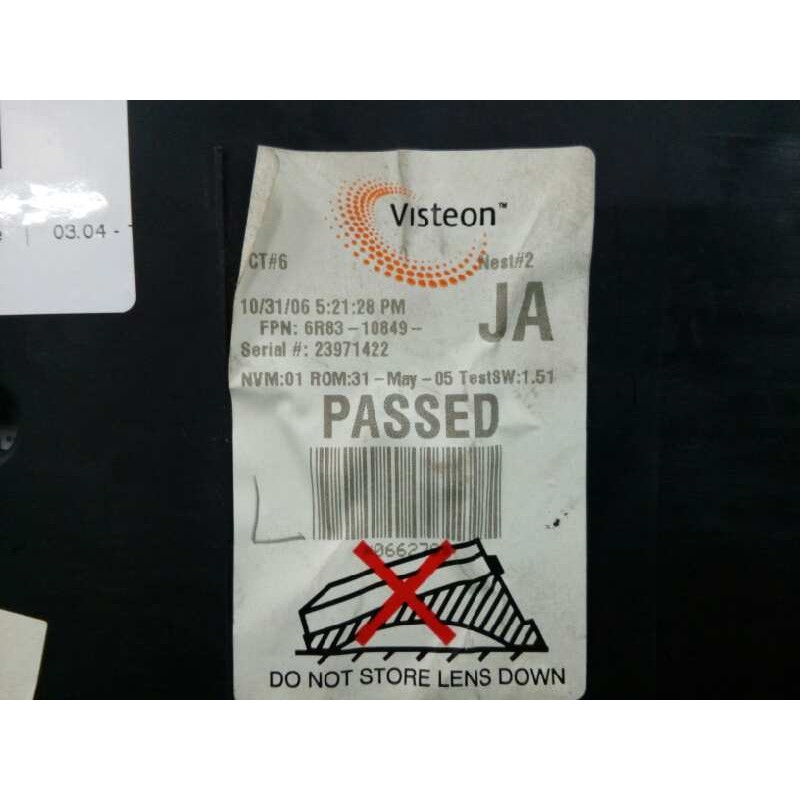 03.04 -
Visteon™
CT#6 Nest#2
10/31/06 5:21:28 PM
FPN: 6R83-10849- JA
Serial #: 23971422
NVM:01 ROM:31-May-05 TestSW:1.51
PASSED
DO NOT STORE LENS DOWN